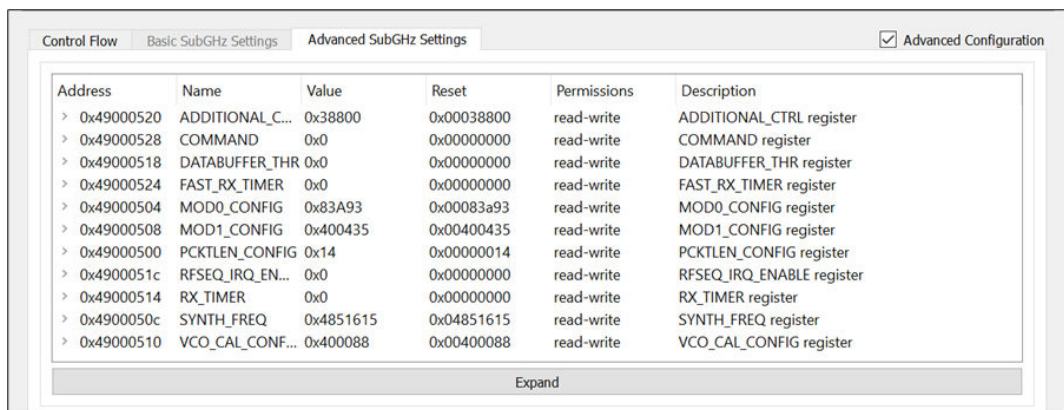 Control Flow Basic SubGHz Settings Advanced SubGHz Settings Advanced Configuration
Address Name Value Reset Permissions Description
0x49000520 ADDITIONAL_C... 0x38800 0x00038800 read-write ADDITIONAL_CTRL register
0x49000528 COMMAND 0x0 0x00000000 read-write COMMAND register
0x49000518 DATABUFFER_THR 0x0 0x00000000 read-write DATABUFFER_THR register
0x49000524 FAST_RX_TIMER 0x0 0x00000000 read-write FAST_RX_TIMER register
0x49000504 MOD0_CONFIG 0x83A93 0x00083a93 read-write MOD0_CONFIG register
0x49000508 MOD1_CONFIG 0x400435 0x00400435 read-write MOD1_CONFIG register
0x49000500 PCKTLEN_CONFIG 0x14 0x00000014 read-write PCKTLEN_CONFIG register
0x4900051c RFSEQ_IRQ_EN... 0x0 0x00000000 read-write RFSEQ_IRQ_ENABLE register
0x49000514 RX_TIMER 0x0 0x00000000 read-write RX_TIMER register
0x4900050c SYNTH_FREQ 0x4851615 0x04851615 read-write SYNTH_FREQ register
0x49000510 VCO_CAL_CONF... 0x400088 0x00400088 read-write VCO_CAL_CONFIG register
Expand